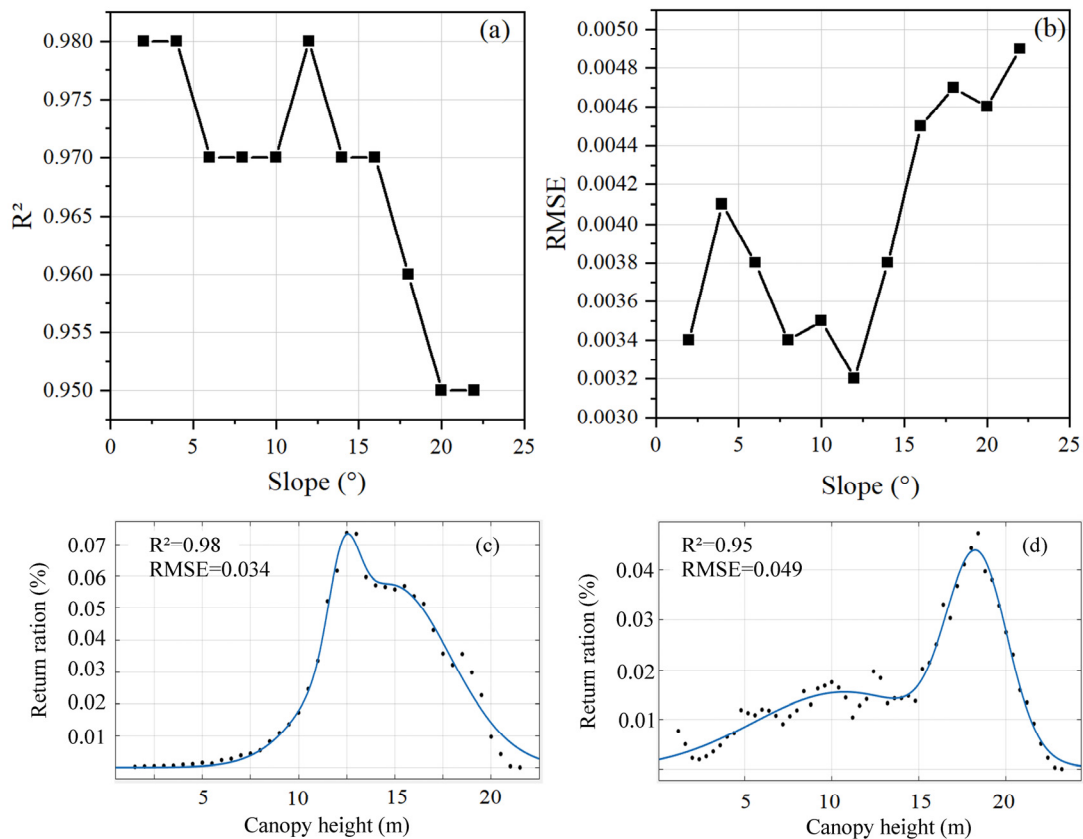 (a)
0.980
0.975
0.970
0.965
0.960
0.955
0.950
R²
0 5 10 15 20 25
Slope (°)
(b)
0.0050
0.0048
0.0046
0.0044
0.0042
0.0040
0.0038
0.0036
0.0034
0.0032
0.0030
RMSE
0 5 10 15 20 25
Slope (°)
(c)
R²=0.98
RMSE=0.034
0.07
0.06
0.05
0.04
0.03
0.02
0.01
Return ration (%)
5 10 15 20
Canopy height (m)
(d)
R²=0.95
RMSE=0.049
0.04
0.03
0.02
0.01
Return ration (%)
5 10 15 20
Canopy height (m)